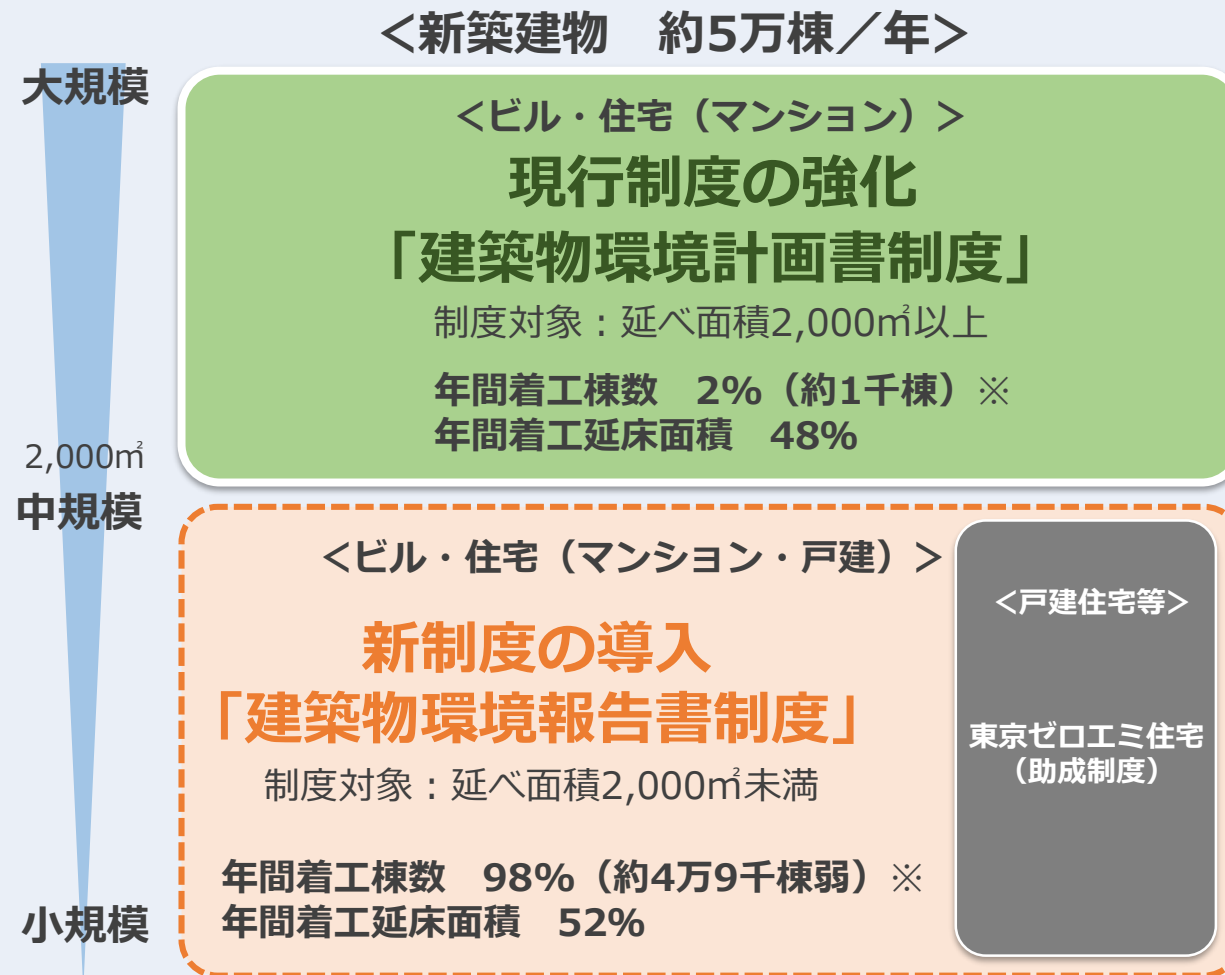 ＜新築建物　約5万棟／年＞
大規模
＜ビル・住宅（マンション）＞
現行制度の強化
「建築物環境計画書制度」
制度対象：延べ面積2,000㎡以上
年間着工棟数　2%（約1千棟）※
年間着工延床面積　48%
2,000㎡
中規模
＜ビル・住宅（マンション・戸建）＞
新制度の導入
「建築物環境報告書制度」
制度対象：延べ面積2,000㎡未満
年間着工棟数　98%（約4万9千棟弱）※
年間着工延床面積　52%
＜戸建住宅等＞
東京ゼロエミ住宅
（助成制度）
小規模